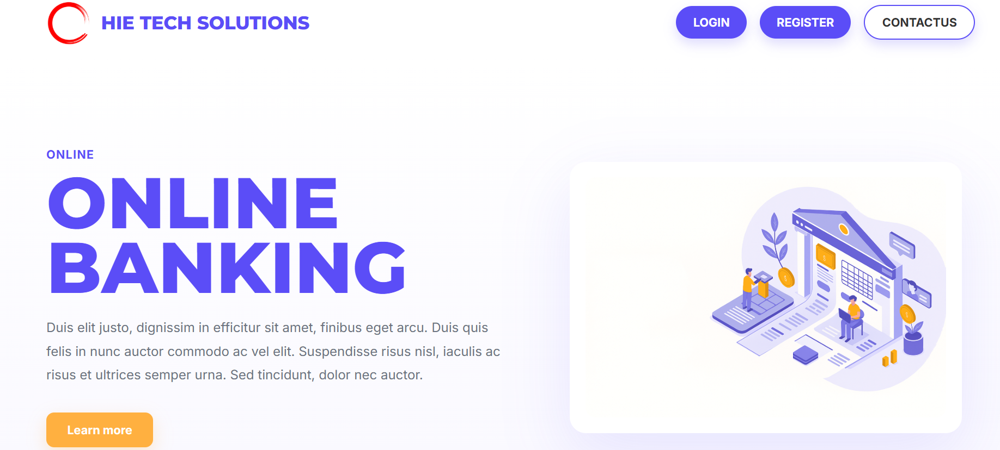 HIE TECH SOLUTIONS
LOGIN
REGISTER
CONTACTUS
ONLINE
ONLINE
BANKING
Duis elit justo, dignissim in efficitur sit amet, finibus eget arcu. Duis quis
felis in nunc auctor commodo ac vel elit. Suspendisse risus nisl, iaculis ac
risus et ultrices semper urna. Sed tincidunt, dolor nec auctor.
Learn more